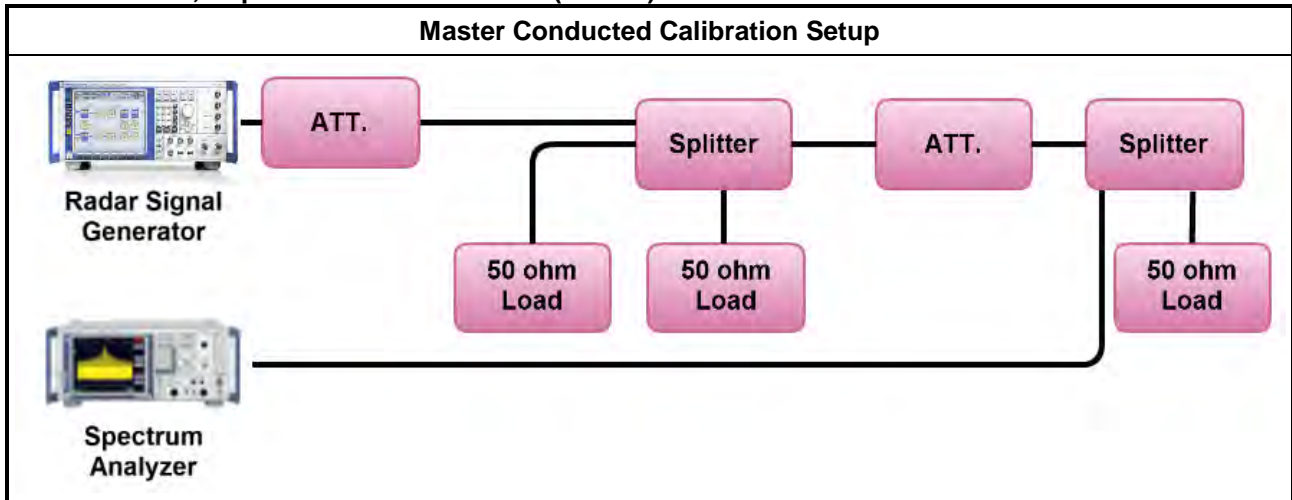 Master Conducted Calibration Setup
ATT.
Splitter
ATT.
Splitter
Radar Signal
Generator
50 ohm
Load
50 ohm
Load
50 ohm
Load
Spectrum
Analyzer